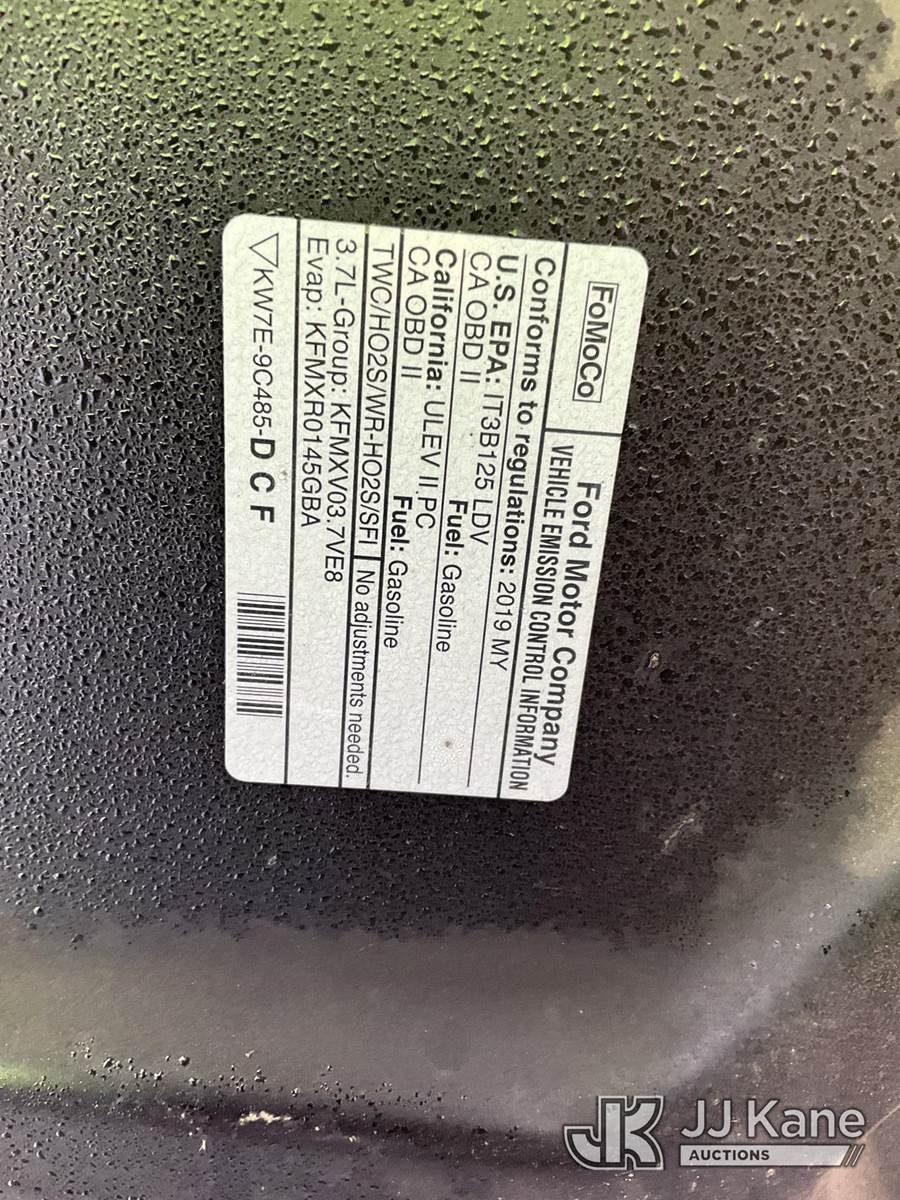 FoMoCo
Ford Motor Company
VEHICLE EMISSION CONTROL INFORMATION
Conforms to regulations: 2019 MY
U.S. EPA: IT3B125 LDV
CA OBD II Fuel: Gasoline
California: ULEV II PC
CA OBD II Fuel: Gasoline
TWC/HO2S/WR-HO2S/SFI No adjustments needed.
3.7L-Group: KFMXV03.7VE8
Evap: KFMXR0145GBA
KW7E-9C485-D C F
JK JJ Kane
AUCTIONS